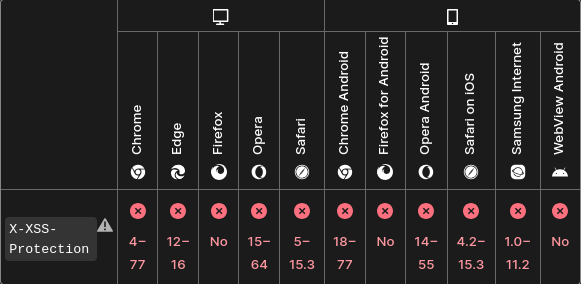 Chrome
Edge
Firefox
Opera
Safari
Chrome Android
Firefox for Android
Opera Android
Safari on iOS
Samsung Internet
WebView Android
X-XSS-
Protection
4– 12– No 15– 5– 18– No 14– 4.2– 1.0– No
77 16 64 15.3 77 55 15.3 11.2